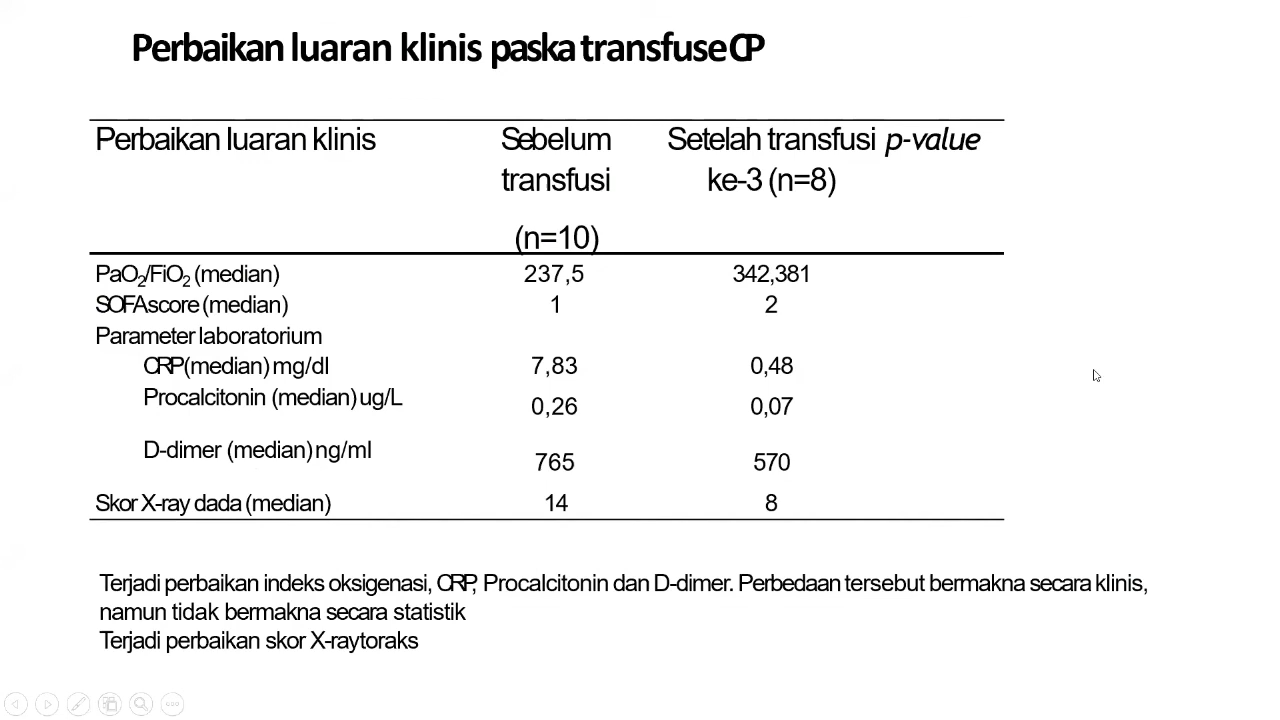 Perbaikan luaran klinis paska transfuse CP
Perbaikan luaran klinis Sebelum transfusi (n=10) Setelah transfusi ke-3 (n=8) p-value
PaO₂/FiO₂ (median) 237,5 342,381
SOFA score (median) 1 2
Parameter laboratorium
CRP (median) mg/dl 7,83 0,48
Procalcitonin (median) ug/L 0,26 0,07
D-dimer (median) ng/ml 765 570
Skor X-ray dada (median) 14 8
Terjadi perbaikan indeks oksigenasi, CRP, Procalcitonin dan D-dimer. Perbedaan tersebut bermakna secara klinis,
namun tidak bermakna secara statistik
Terjadi perbaikan skor X-ray toraks